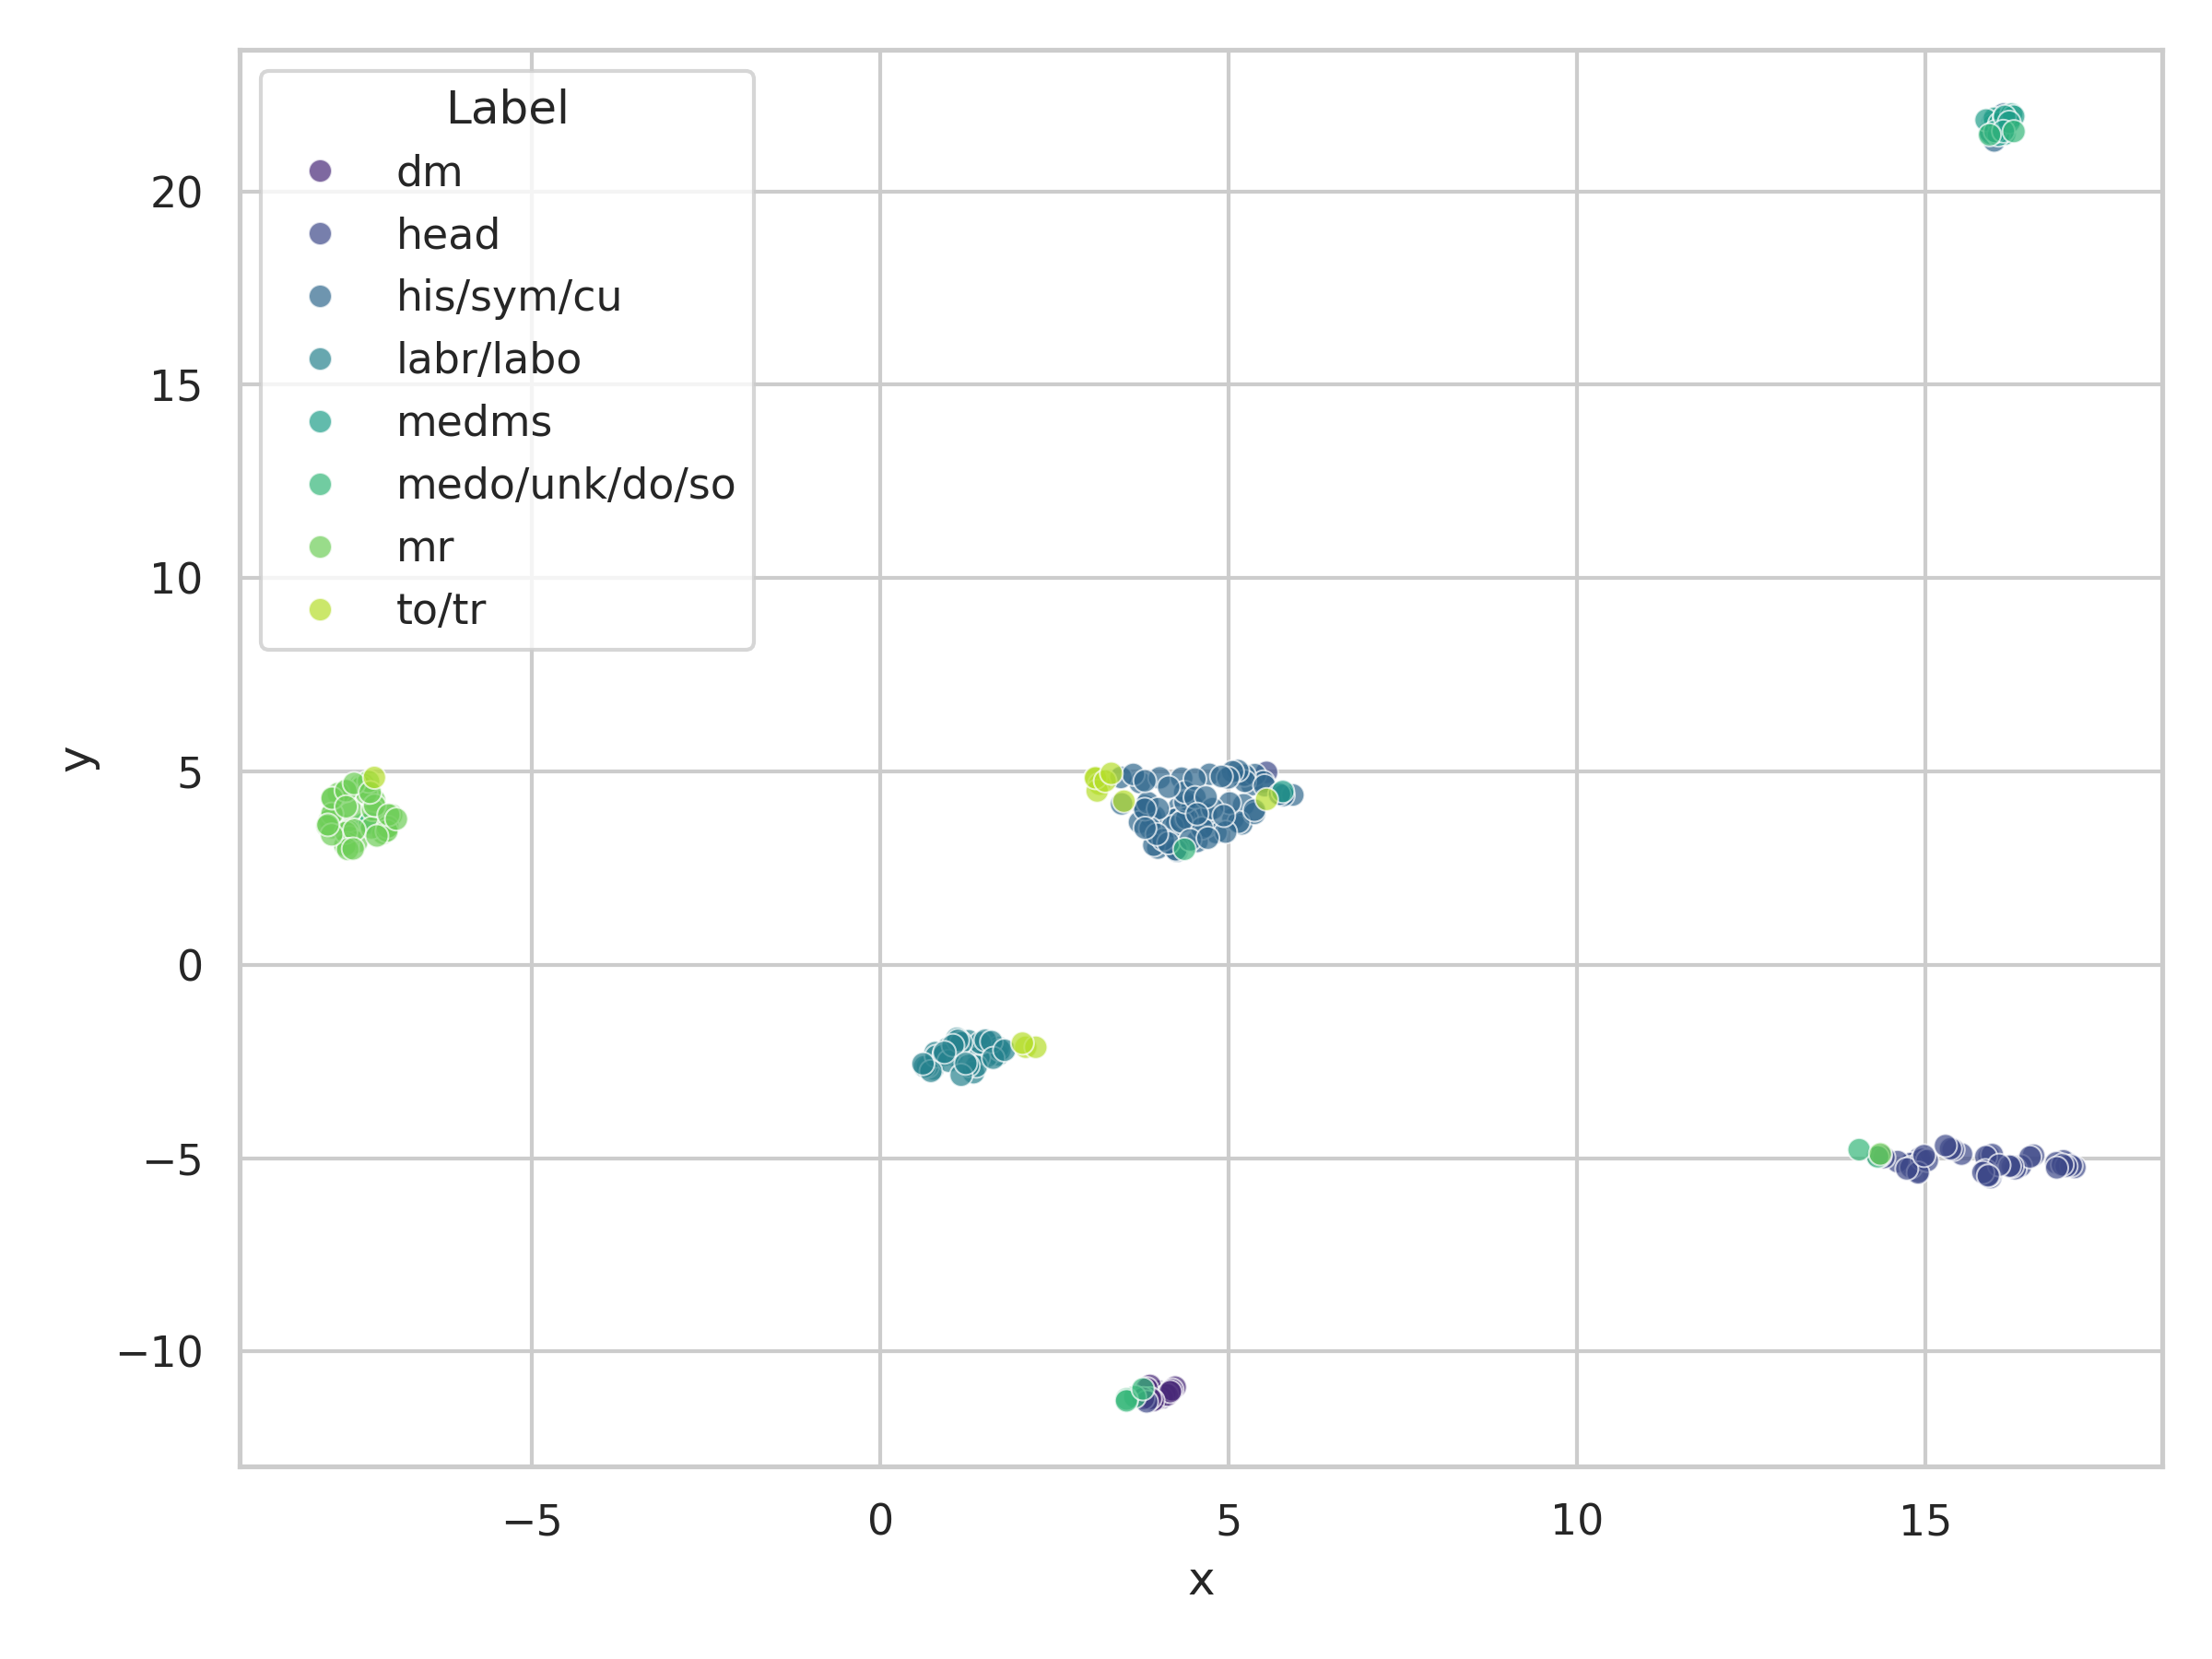 Label
dm
head
his/sym/cu
labr/labo
medms
medo/unk/do/so
mr
to/tr
20
15
10
5
0
−5
−10
y
−5 0 5 10 15
x